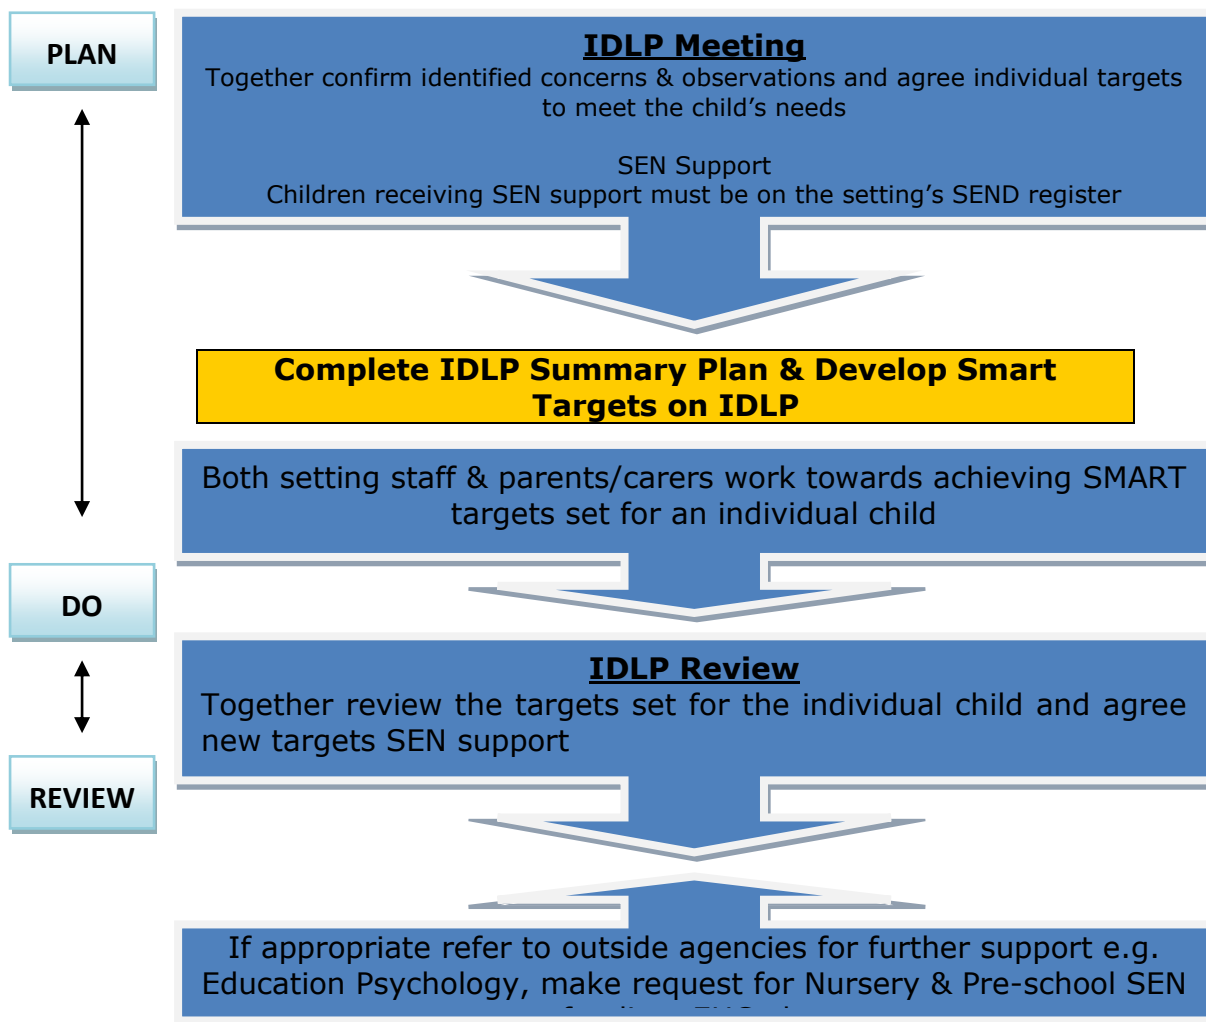 PLAN
IDLP Meeting
Together confirm identified concerns & observations and agree individual targets
to meet the child’s needs
SEN Support
Children receiving SEN support must be on the setting’s SEND register
Complete IDLP Summary Plan & Develop Smart
Targets on IDLP
Both setting staff & parents/carers work towards achieving SMART
targets set for an individual child
DO
IDLP Review
Together review the targets set for the individual child and agree
new targets SEN support
REVIEW
If appropriate refer to outside agencies for further support e.g.
Education Psychology, make request for Nursery & Pre-school SEN